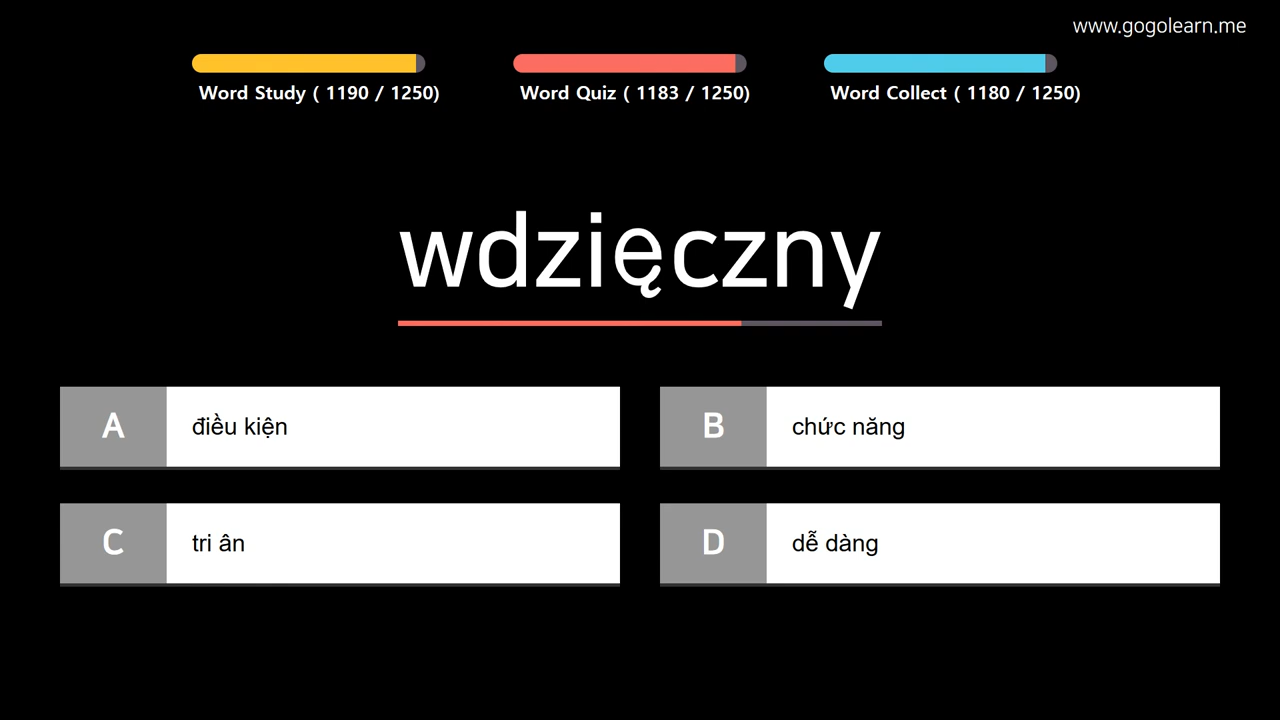 www.gogolearn.me
Word Study ( 1190 / 1250)
Word Quiz ( 1183 / 1250)
Word Collect ( 1180 / 1250)
wdzięczny
A điều kiện
B chức năng
C tri ân
D dễ dàng